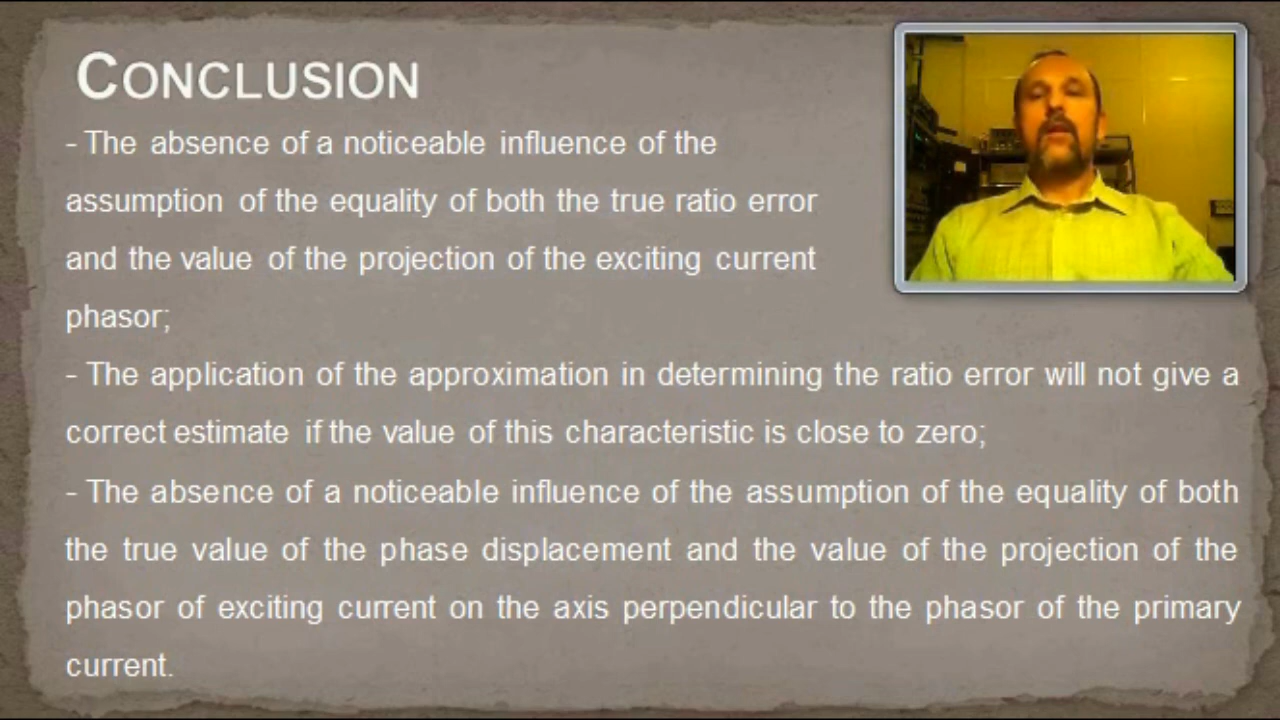 CONCLUSION
- The absence of a noticeable influence of the
assumption of the equality of both the true ratio error
and the value of the projection of the exciting current
phasor;
- The application of the approximation in determining the ratio error will not give a
correct estimate if the value of this characteristic is close to zero;
- The absence of a noticeable influence of the assumption of the equality of both
the true value of the phase displacement and the value of the projection of the
phasor of exciting current on the axis perpendicular to the phasor of the primary
current.